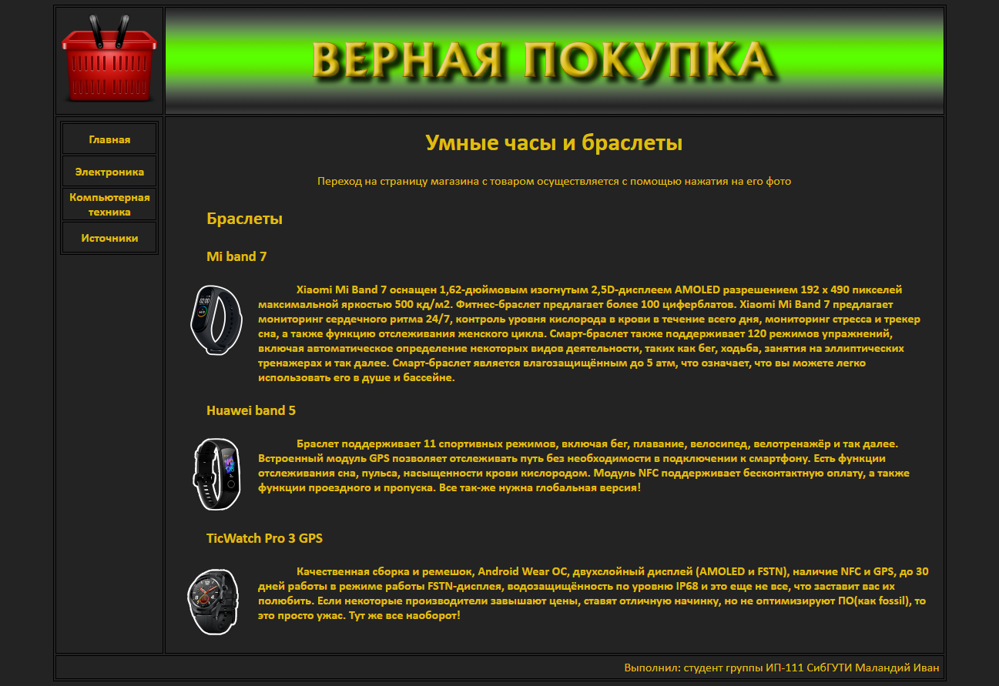 ВЕРНАЯ ПОКУПКА
Главная
Электроника
Компьютерная
техника
Источники
Умные часы и браслеты
Переход на страницу магазина с товаром осуществляется с помощью нажатия на его фото
Браслеты
Mi band 7
Xiaomi Mi Band 7 оснащен 1,62-дюймовым изогнутым 2,5D-дисплеем AMOLED разрешением 192 x 490 пикселей
максимальной яркостью 500 кд/м2. Фитнес-браслет предлагает более 100 циферблатов. Xiaomi Mi Band 7 предлагает
мониторинг сердечного ритма 24/7, контроль уровня кислорода в крови в течение всего дня, мониторинг стресса и трекер
сна, а также функцию отслеживания женского цикла. Смарт-браслет также поддерживает 120 режимов упражнений,
включая автоматическое определение некоторых видов деятельности, таких как бег, ходьба, занятия на эллиптических
тренажерах и так далее. Смарт-браслет является влагозащищённым до 5 атм, что означает, что вы можете легко
использовать его в душе и бассейне.
Huawei band 5
Браслет поддерживает 11 спортивных режимов, включая бег, плавание, велосипед, велотренажёр и так далее.
Встроенный модуль GPS позволяет отслеживать путь без необходимости в подключении к смартфону. Есть функции
отслеживания сна, пульса, насыщенности крови кислородом. Модуль NFC поддерживает бесконтактную оплату, а также
функции проездного и пропуска. Все так-же нужна глобальная версия!
TicWatch Pro 3 GPS
Качественная сборка и ремешок, Android Wear ОС, двухслойный дисплей (AMOLED и FSTN), наличие NFC и GPS, до 30
дней работы в режиме работы FSTN-дисплея, водозащищённость по уровню IP68 и это еще не все, что заставит вас их
полюбить. Если некоторые производители завышают цены, ставят отличную начинку, но не оптимизируют ПО(как fossil), то
это просто ужас. Тут же все наоборот!
Выполнил: студент группы ИП-111 СибГУТИ Маландий Иван